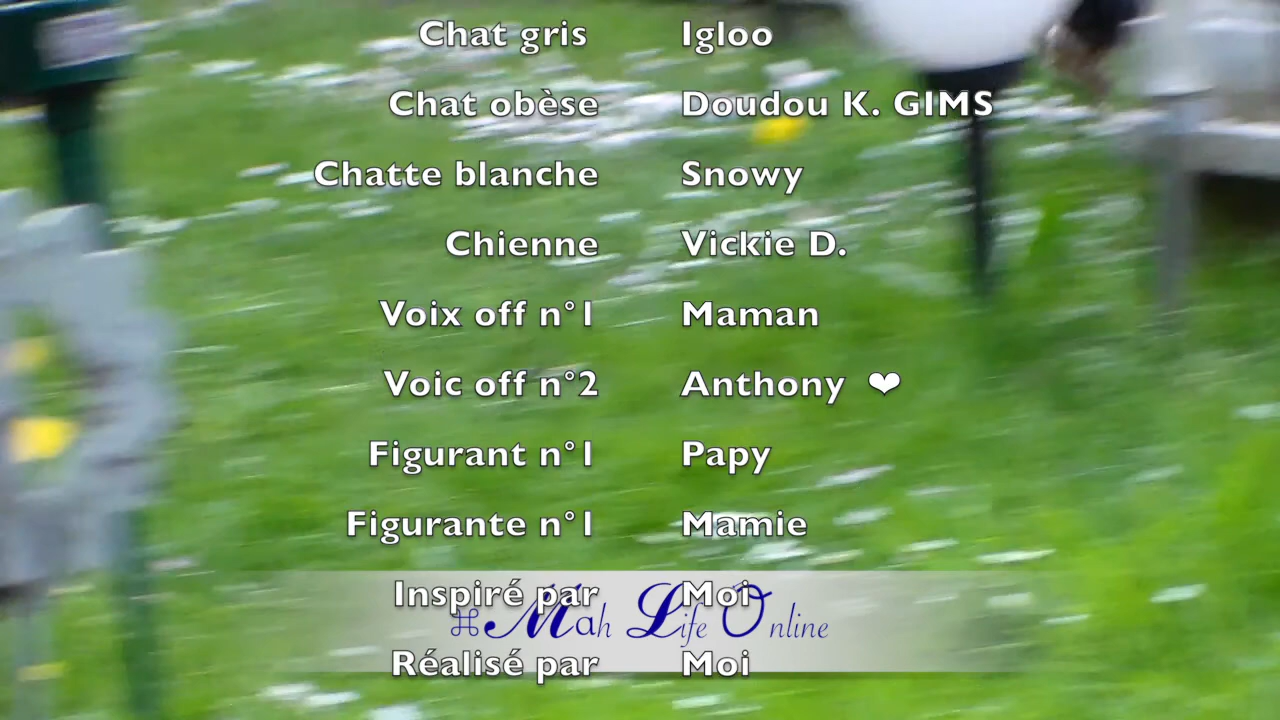 Chat gris Igloo
Chat obèse Doudou K. GIMS
Chatte blanche Snowy
Chienne Vickie D.
Voix off n°1 Maman
Voic off n°2 Anthony ❤
Figurant n°1 Papy
Figurante n°1 Mamie
Inspiré par Moi
⌘Mah Life Online
Réalisé par Moi